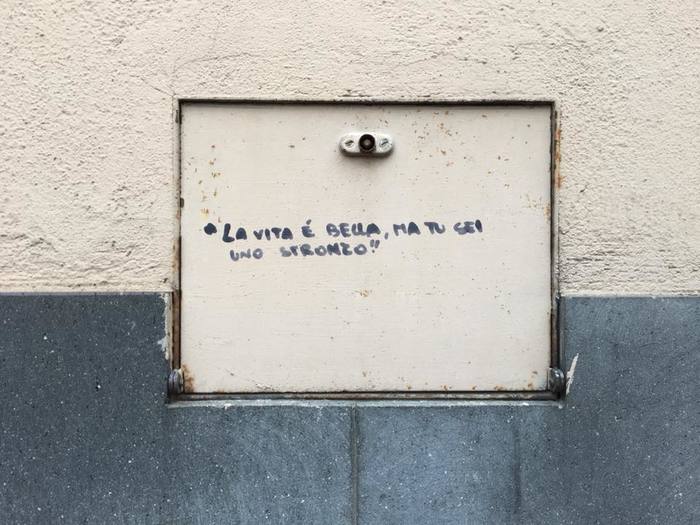 "LA VITA É BELLA, MA TU SEI
UNO STRONZO"